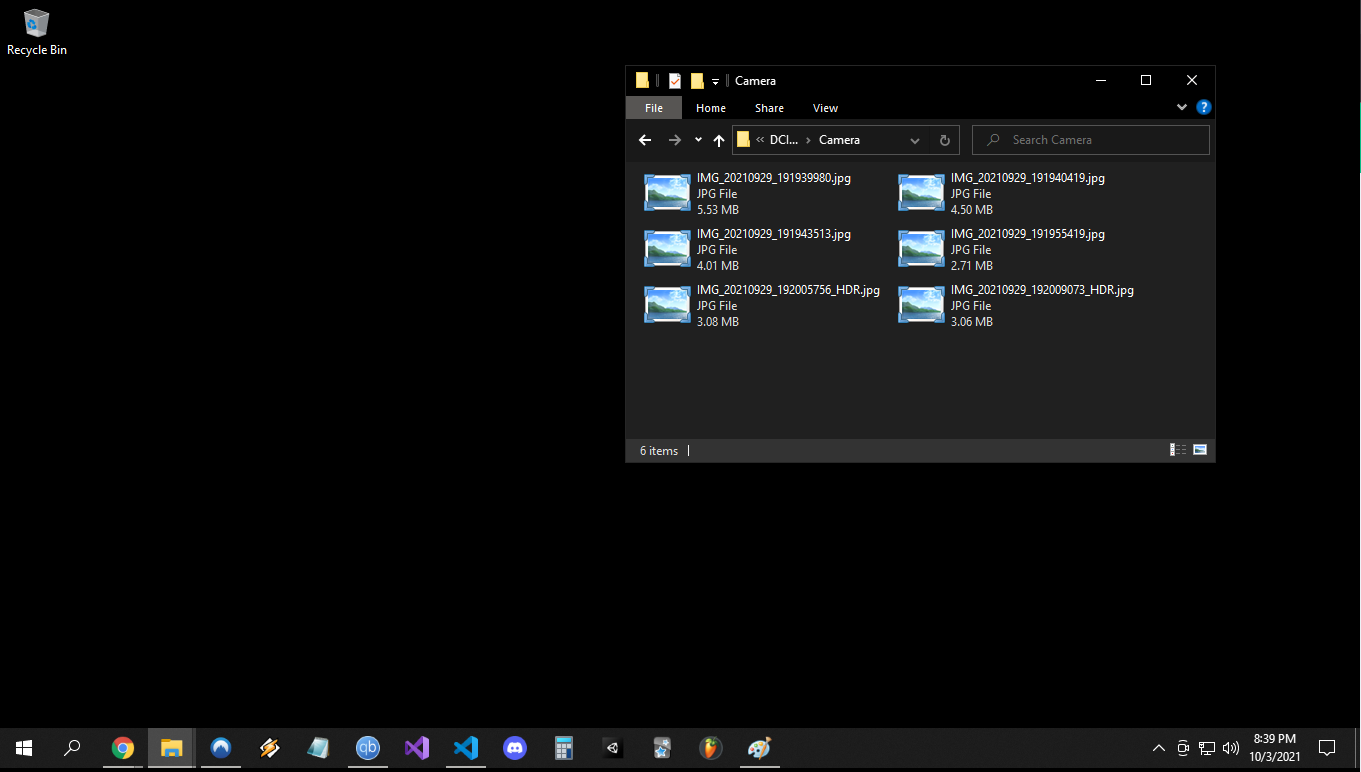 Recycle Bin
Camera
File Home Share View
?
« DCI... › Camera
Search Camera
IMG_20210929_191939980.jpg
JPG File
5.53 MB
IMG_20210929_191940419.jpg
JPG File
4.50 MB
IMG_20210929_191943513.jpg
JPG File
4.01 MB
IMG_20210929_191955419.jpg
JPG File
2.71 MB
IMG_20210929_192005756_HDR.jpg
JPG File
3.08 MB
IMG_20210929_192009073_HDR.jpg
JPG File
3.06 MB
6 items
qb
8:39 PM
10/3/2021